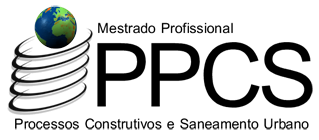 Mestrado Profissional
PPCS
Processos Construtivos e Saneamento Urbano